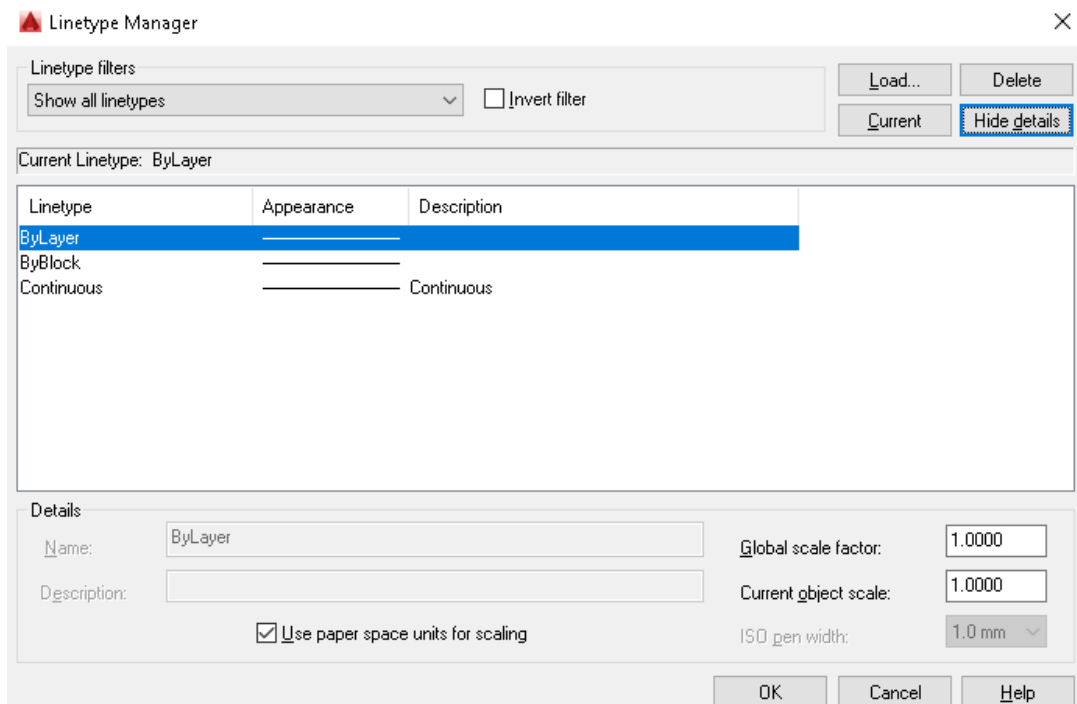 Linetype Manager
Linetype filters
Show all linetypes
Invert filter
Load...
Delete
Current
Hide details
Current Linetype: ByLayer
Linetype Appearance Description
ByLayer
ByBlock
Continuous Continuous
Details
Name: ByLayer
Description:
Use paper space units for scaling
Global scale factor: 1.0000
Current object scale: 1.0000
ISO pen width: 1.0 mm
OK Cancel Help